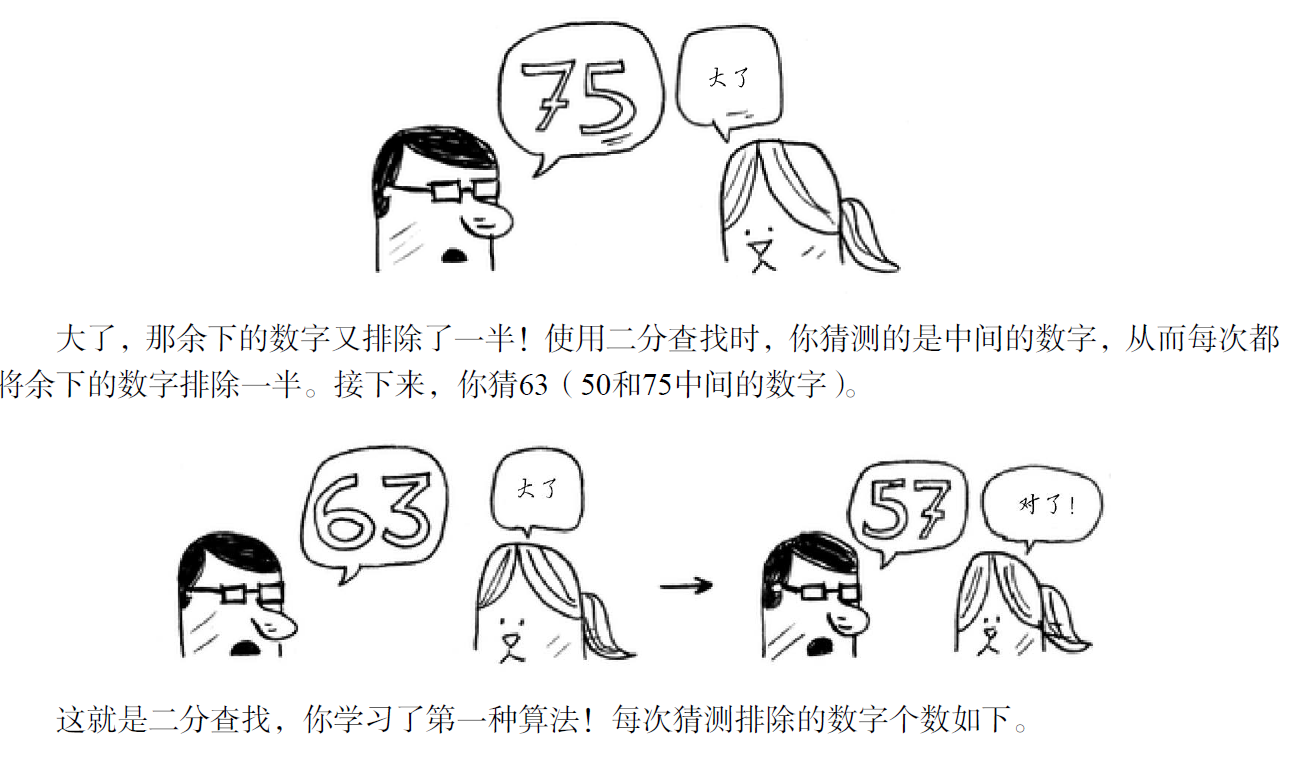 75
大了
大了，那余下的数字又排除了一半！使用二分查找时，你猜测的是中间的数字，从而每次都
将余下的数字排除一半。接下来，你猜63（50和75中间的数字）。
63
大了
57
对了！
这就是二分查找，你学习了第一种算法！每次猜测排除的数字个数如下。